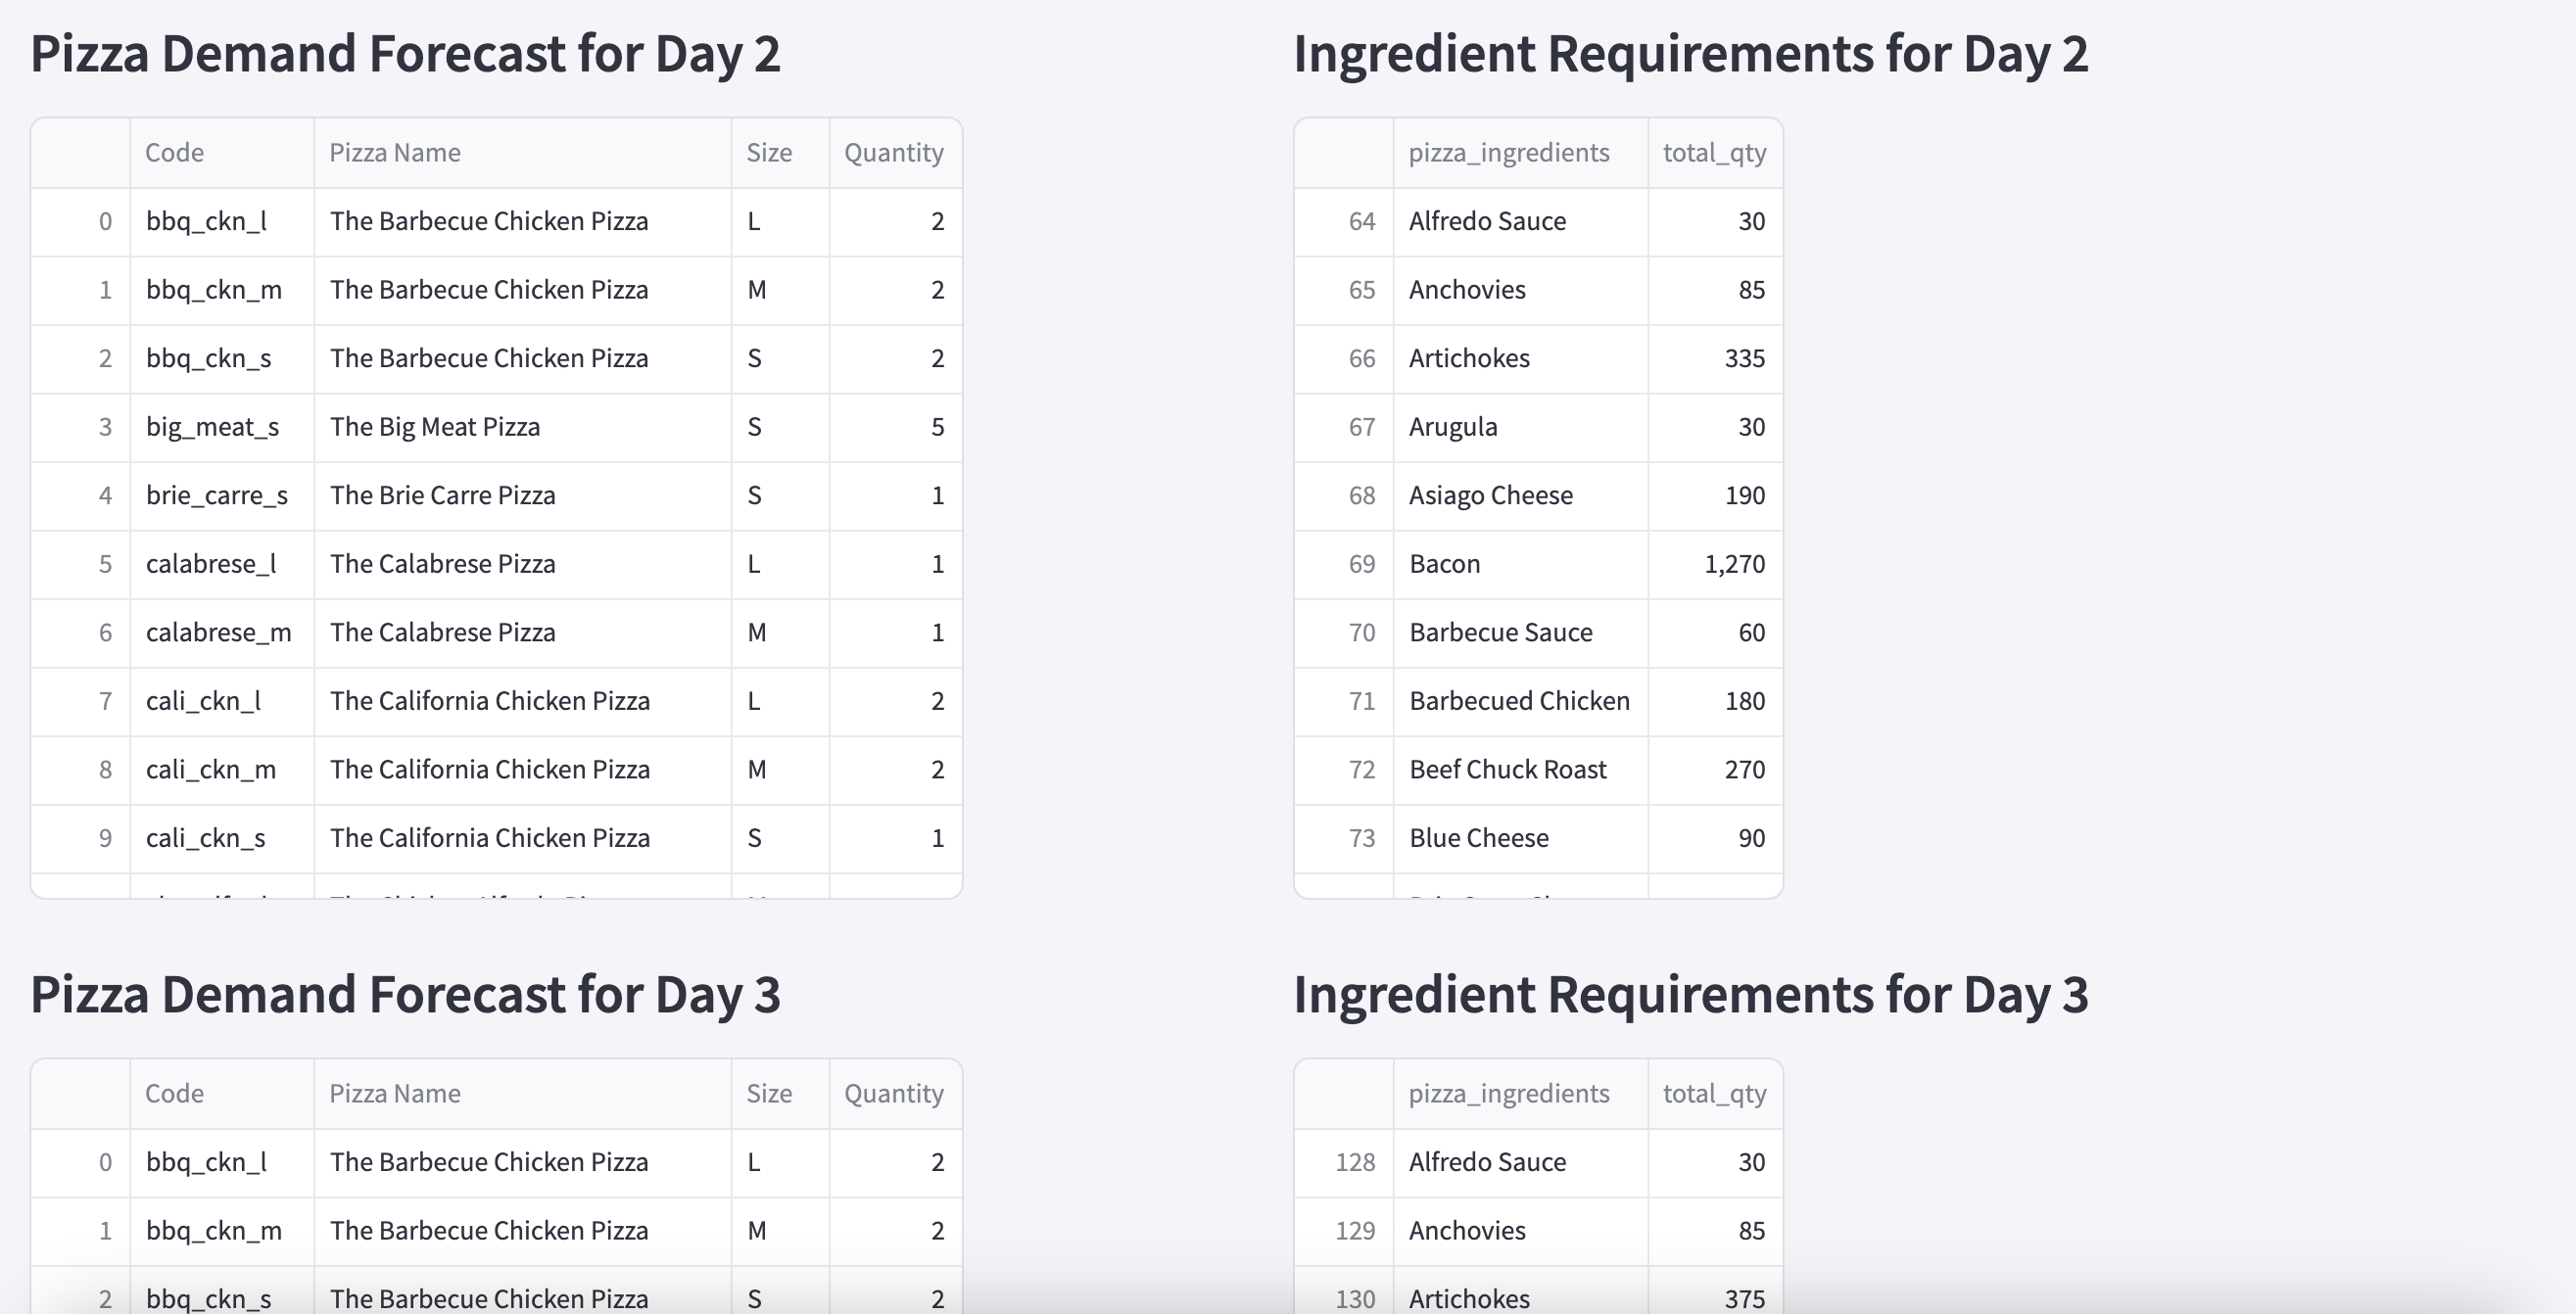 Pizza Demand Forecast for Day 2
Code Pizza Name Size Quantity
0 bbq_ckn_l The Barbecue Chicken Pizza L 2
1 bbq_ckn_m The Barbecue Chicken Pizza M 2
2 bbq_ckn_s The Barbecue Chicken Pizza S 2
3 big_meat_s The Big Meat Pizza S 5
4 brie_carre_s The Brie Carre Pizza S 1
5 calabrese_l The Calabrese Pizza L 1
6 calabrese_m The Calabrese Pizza M 1
7 cali_ckn_l The California Chicken Pizza L 2
8 cali_ckn_m The California Chicken Pizza M 2
9 cali_ckn_s The California Chicken Pizza S 1
Ingredient Requirements for Day 2
pizza_ingredients total_qty
64 Alfredo Sauce 30
65 Anchovies 85
66 Artichokes 335
67 Arugula 30
68 Asiago Cheese 190
69 Bacon 1,270
70 Barbecue Sauce 60
71 Barbecued Chicken 180
72 Beef Chuck Roast 270
73 Blue Cheese 90
Pizza Demand Forecast for Day 3
Code Pizza Name Size Quantity
0 bbq_ckn_l The Barbecue Chicken Pizza L 2
1 bbq_ckn_m The Barbecue Chicken Pizza M 2
2 bbq_ckn_s The Barbecue Chicken Pizza S 2
Ingredient Requirements for Day 3
pizza_ingredients total_qty
128 Alfredo Sauce 30
129 Anchovies 85
130 Artichokes 375